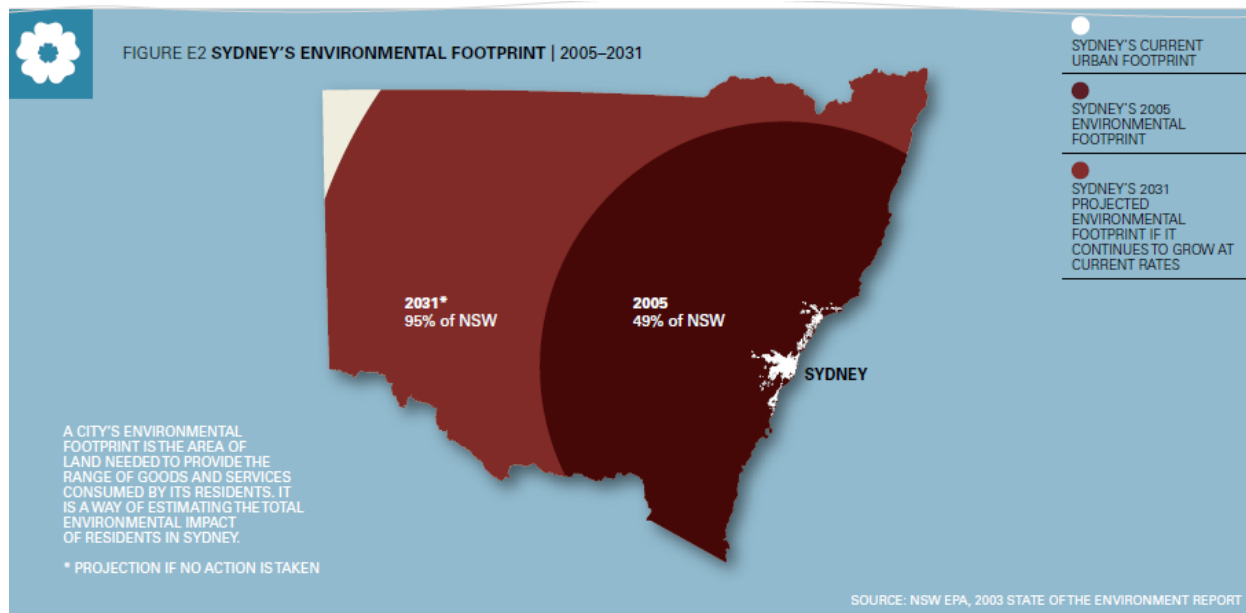 FIGURE E2 SYDNEY'S ENVIRONMENTAL FOOTPRINT | 2005–2031
SYDNEY'S CURRENT
URBAN FOOTPRINT
SYDNEY'S 2005
ENVIRONMENTAL
FOOTPRINT
SYDNEY'S 2031
PROJECTED
ENVIRONMENTAL
FOOTPRINT IF IT
CONTINUES TO GROW AT
CURRENT RATES
2031*
95% of NSW
2005
49% of NSW
SYDNEY
A CITY'S ENVIRONMENTAL
FOOTPRINT IS THE AREA OF
LAND NEEDED TO PROVIDE THE
RANGE OF GOODS AND SERVICES
CONSUMED BY ITS RESIDENTS. IT
IS A WAY OF ESTIMATING THE TOTAL
ENVIRONMENTAL IMPACT
OF RESIDENTS IN SYDNEY.
* PROJECTION IF NO ACTION IS TAKEN
SOURCE: NSW EPA, 2003 STATE OF THE ENVIRONMENT REPORT